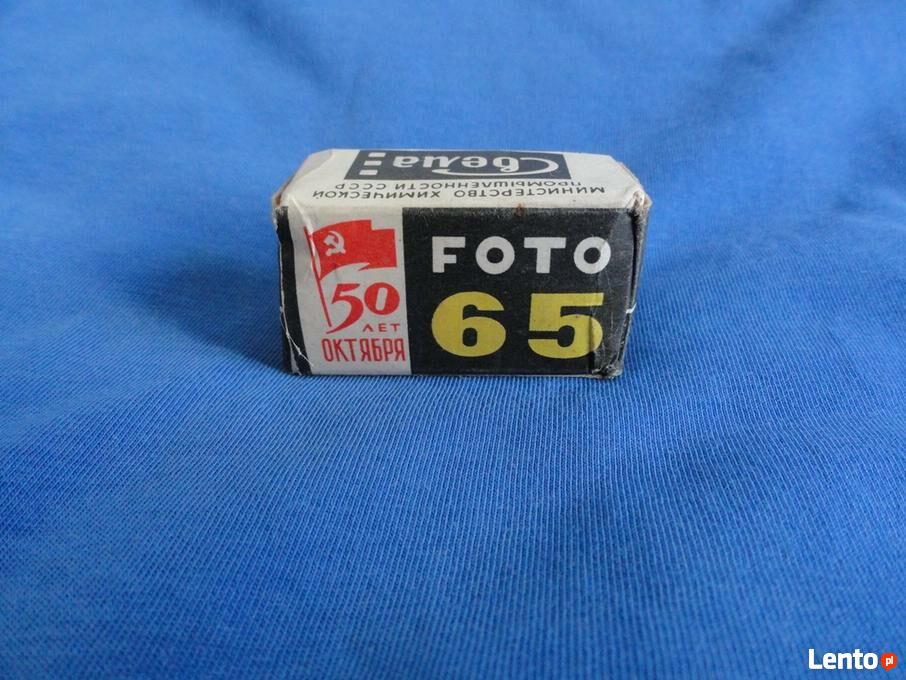 Свема
МИНИСТЕРСТВО ХИМИЧЕСКОЙ
ПРОМЫШЛЕННОСТИ СССР
50
ЛЕТ
ОКТЯБРЯ
FOTO
65
Lento.pl